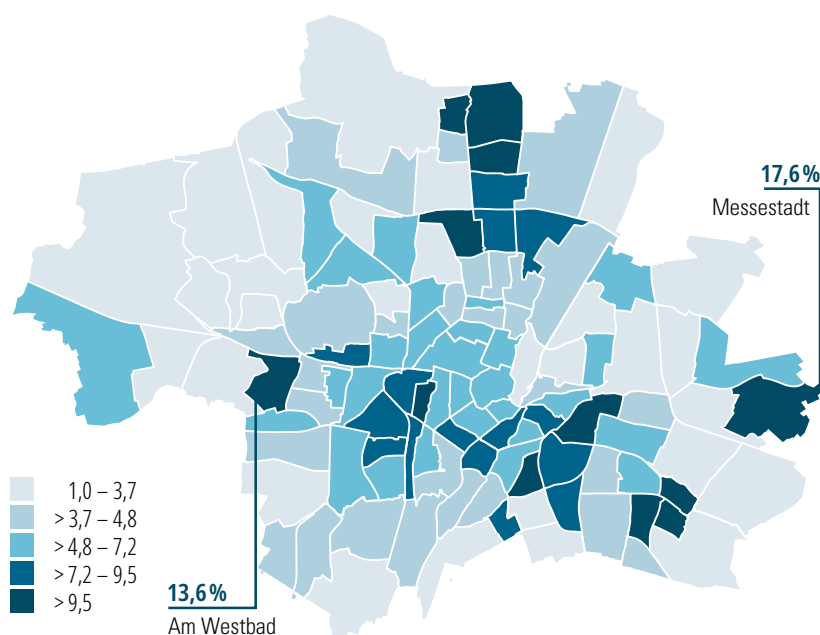 17,6 %
Messestadt
1,0 – 3,7
> 3,7 – 4,8
> 4,8 – 7,2
> 7,2 – 9,5
> 9,5
13,6 %
Am Westbad